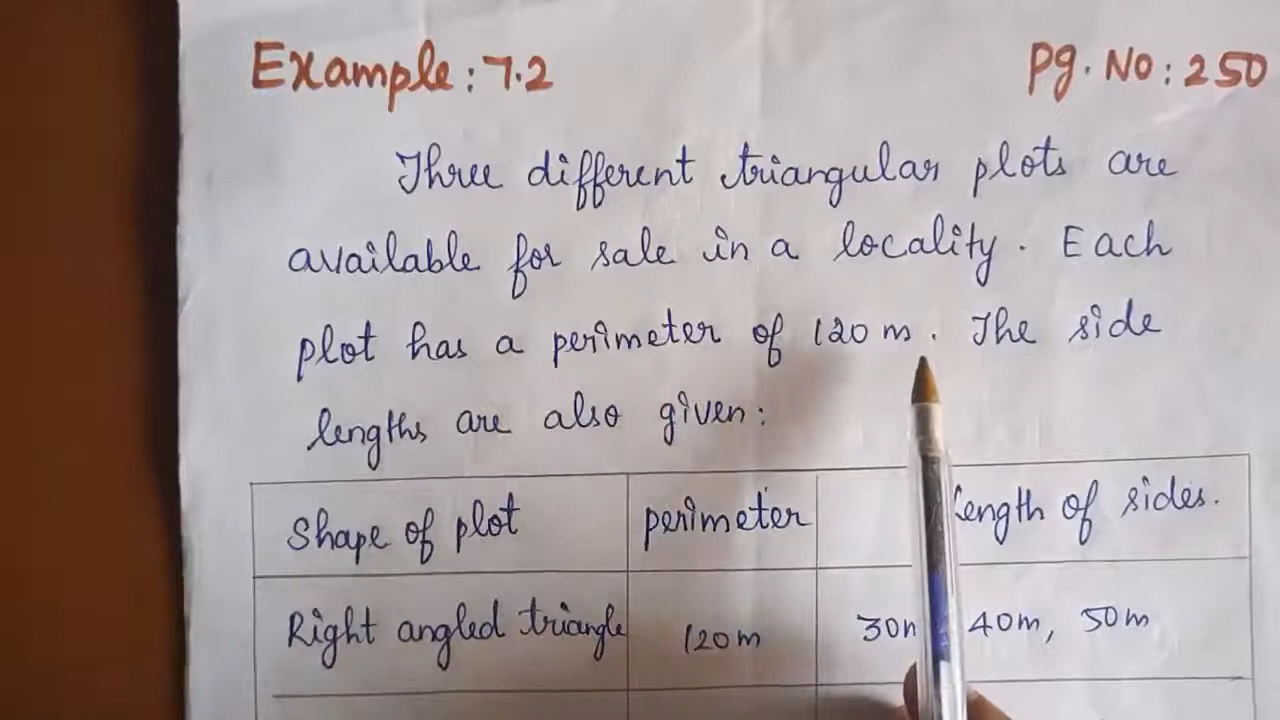 Example: 7.2
Pg. No: 250
Three different triangular plots are
available for sale in a locality. Each
plot has a perimeter of 120 m. The side
lengths are also given:
Shape of plot perimeter Length of sides.
Right angled triangle 120m 40m, 50m